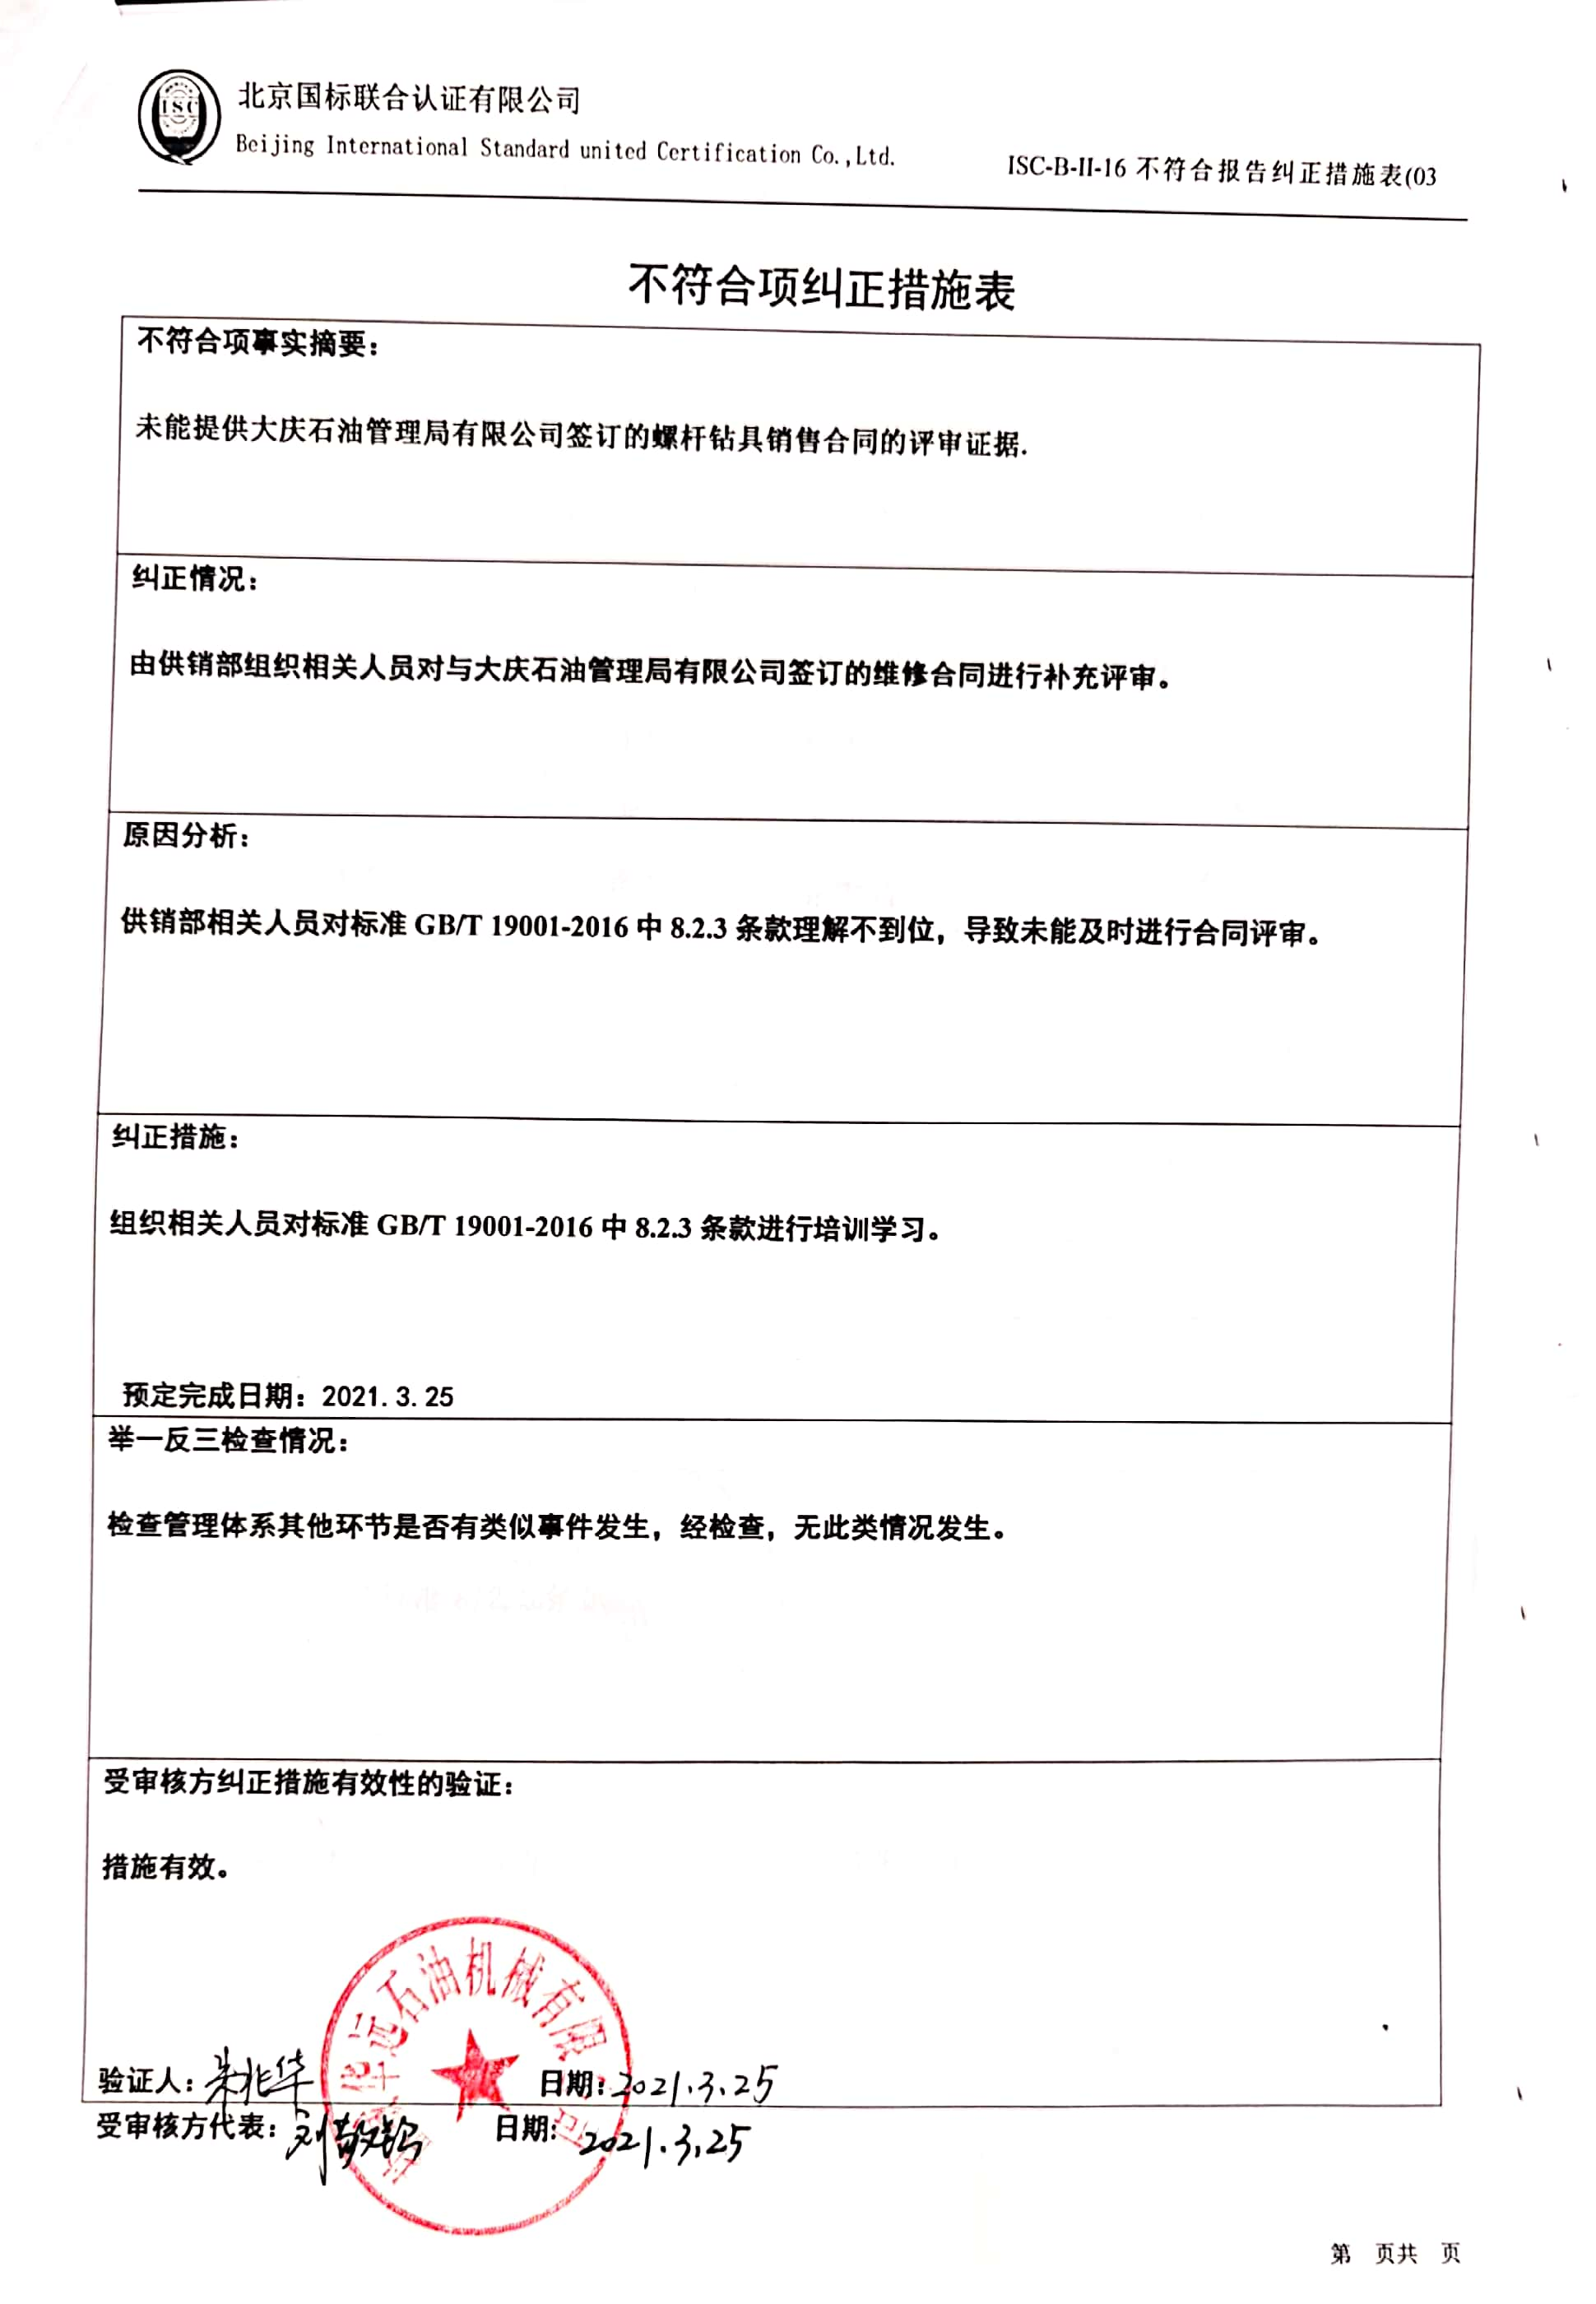 ISC
北京国标联合认证有限公司
Beijing International Standard united Certification Co.,Ltd.
ISC-B-II-16 不符合报告纠正措施表(03
不符合项纠正措施表
不符合项事实摘要：
未能提供大庆石油管理局有限公司签订的螺杆钻具销售合同的评审证据.
纠正情况：
由供销部组织相关人员对与大庆石油管理局有限公司签订的维修合同进行补充评审。
原因分析：
供销部相关人员对标准 GB/T 19001-2016 中 8.2.3 条款理解不到位，导致未能及时进行合同评审。
纠正措施：
组织相关人员对标准 GB/T 19001-2016 中 8.2.3 条款进行培训学习。
预定完成日期：2021.3.25
举一反三检查情况：
检查管理体系其他环节是否有类似事件发生，经检查，无此类情况发生。
受审核方纠正措施有效性的验证：
措施有效。
华远石油机械有限公司
验证人：朱兆华 日期：2021.3.25
受审核方代表：刘 日期：2021.3.25
第 页共 页